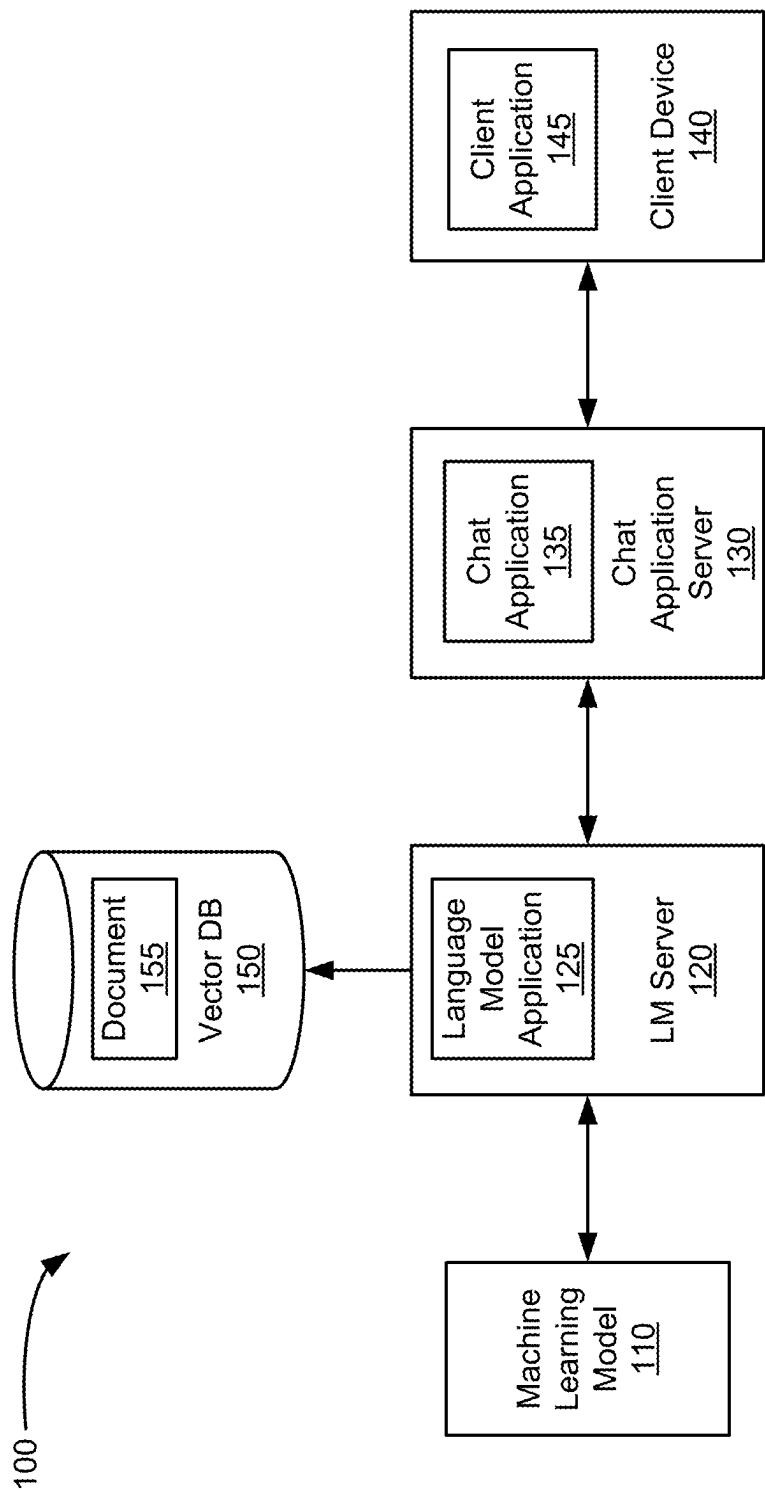 100
Document
155
Vector DB
150
Machine
Learning
Model
110
Language
Model
Application
125
LM Server
120
Chat
Application
135
Chat
Application
Server
130
Client
Application
145
Client Device
140